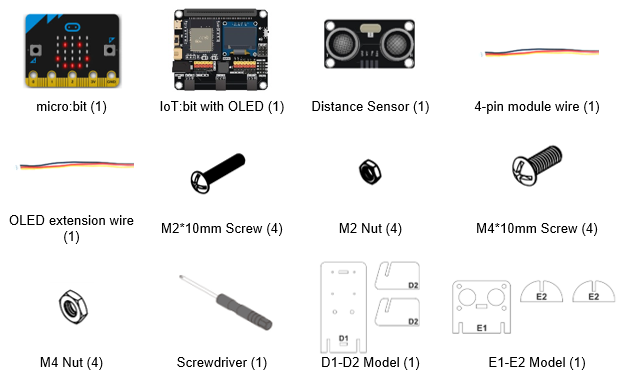 micro:bit (1)
IoT:bit with OLED (1)
Distance Sensor (1)
4-pin module wire (1)
OLED extension wire
(1)
M2*10mm Screw (4)
M2 Nut (4)
M4*10mm Screw (4)
D2
D2
D1
E1
E2
E2
M4 Nut (4)
Screwdriver (1)
D1-D2 Model (1)
E1-E2 Model (1)